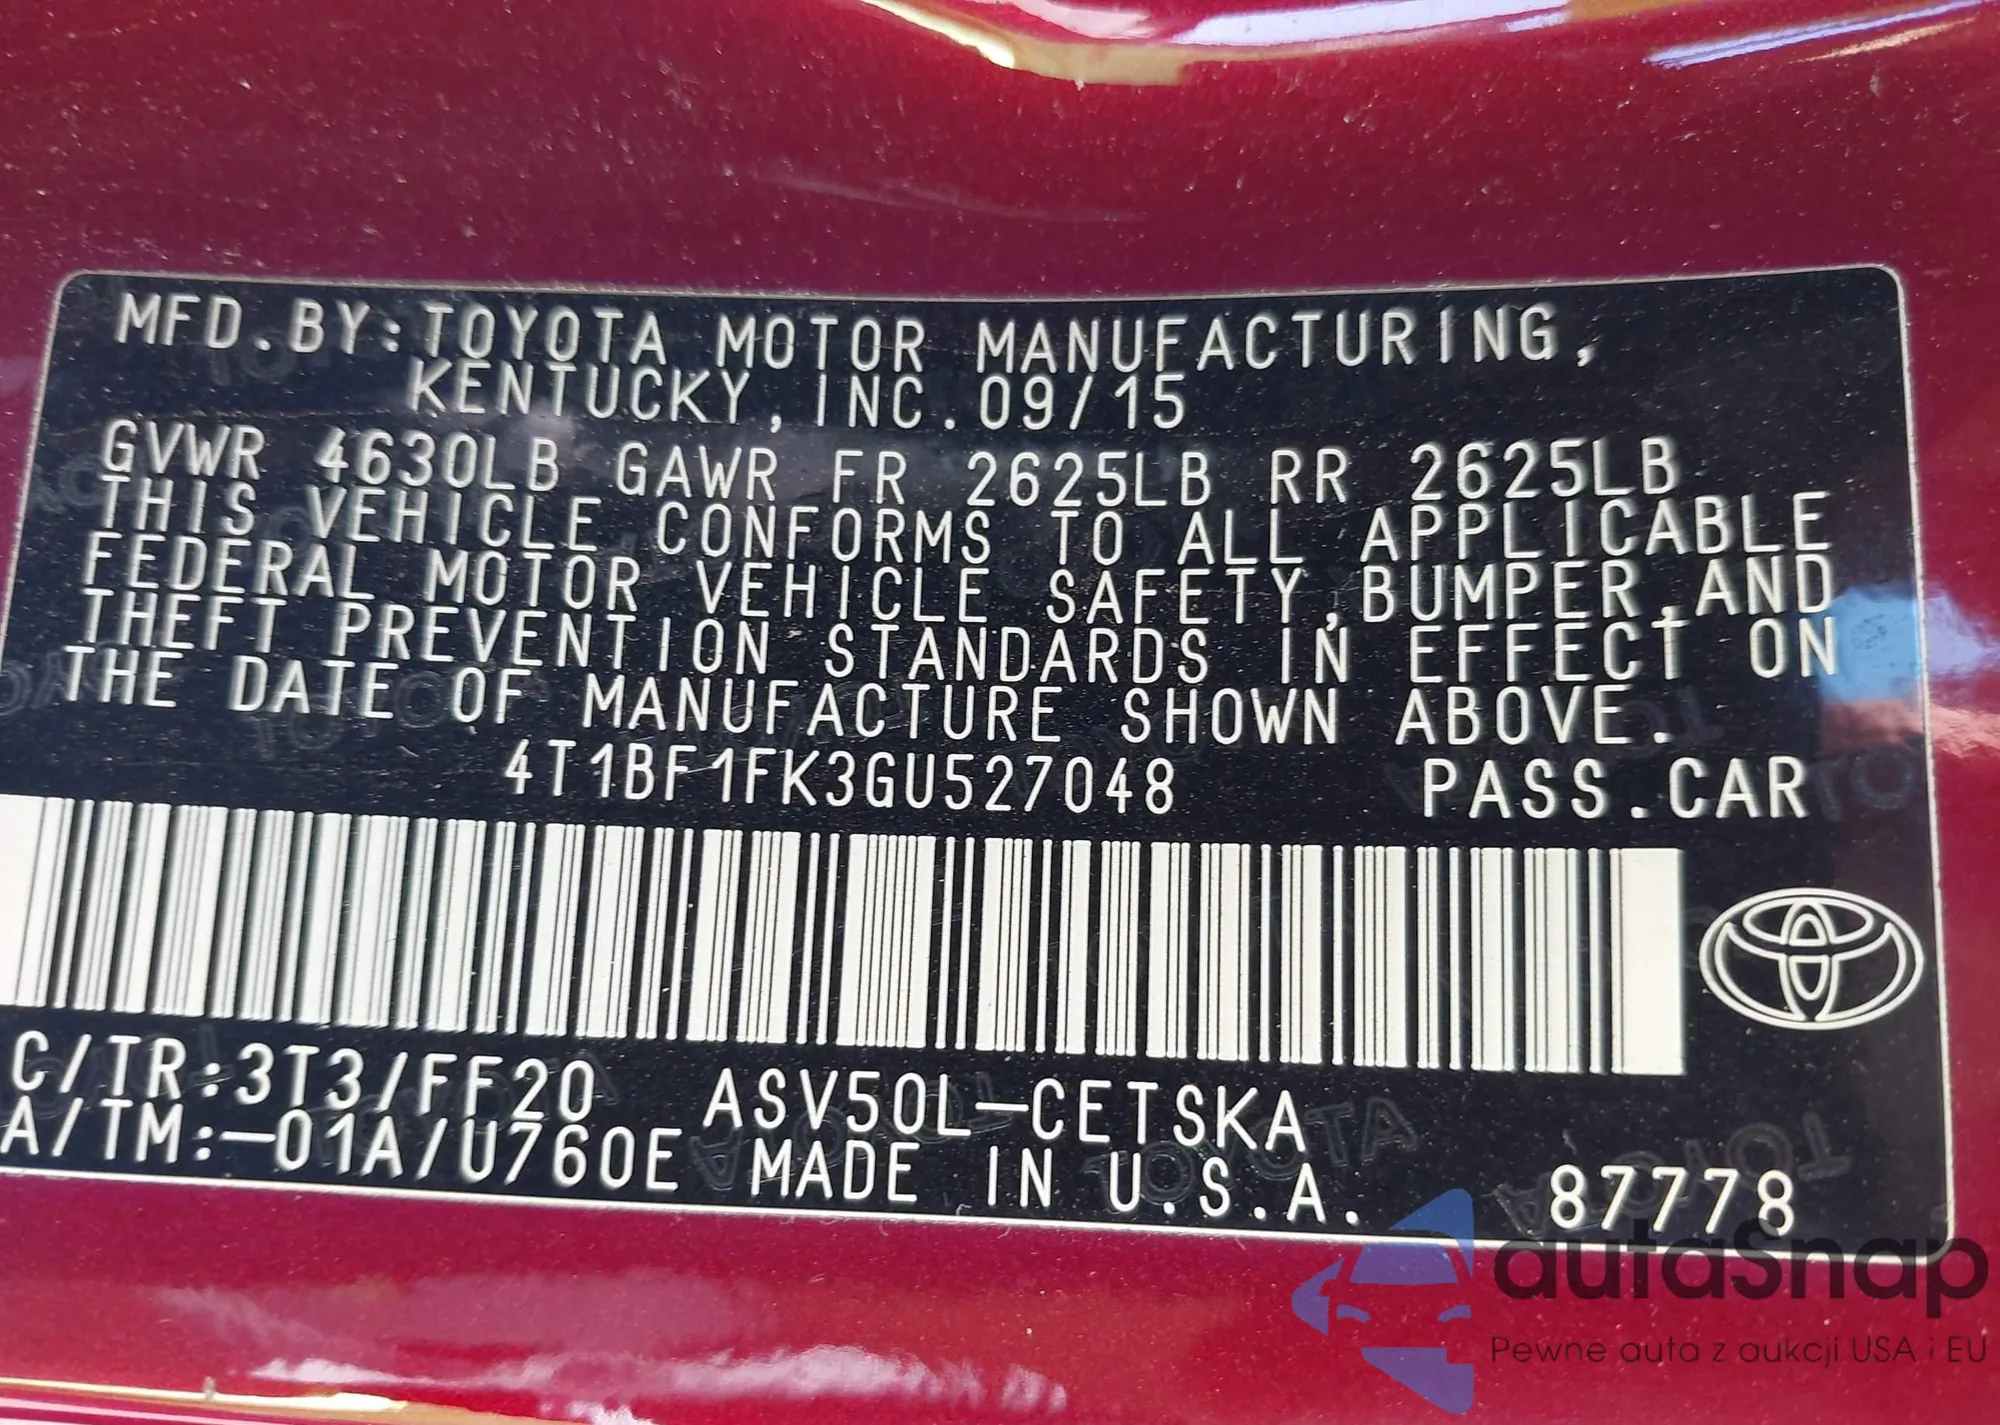 MFD.BY:TOYOTA MOTOR MANUFACTURING,
KENTUCKY,INC.09/15
GVWR 4630LB GAWR FR 2625LB RR 2625LB
THIS VEHICLE CONFORMS TO ALL APPLICABLE
FEDERAL MOTOR VEHICLE SAFETY,BUMPER,AND
THEFT PREVENTION STANDARDS IN EFFECT ON
THE DATE OF MANUFACTURE SHOWN ABOVE.
4T1BF1FK3GU527048 PASS.CAR
C/TR:3T3/FF20 ASV50L-CETSKA
A/TM:-01A/U760E MADE IN U.S.A. 87778
autaSnap
Pewne auta z aukcji USA i EU